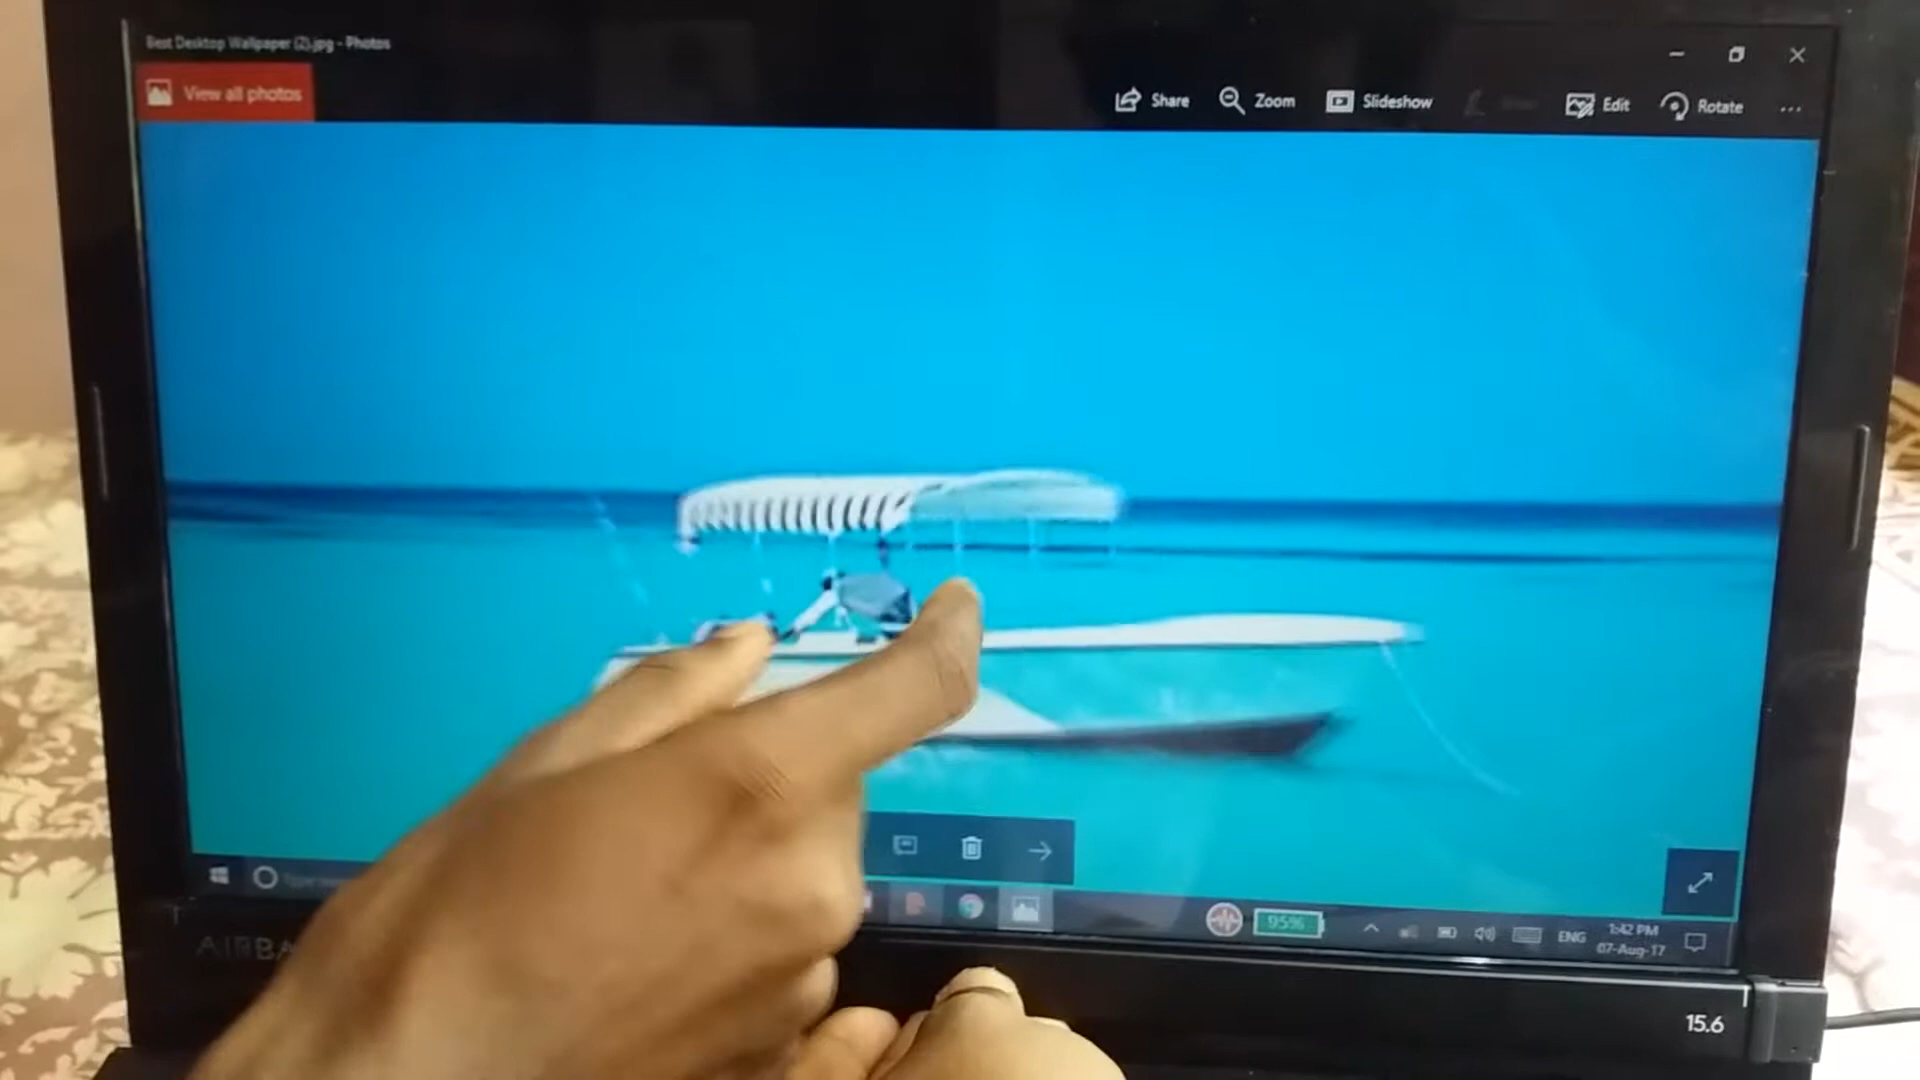 Best Desktop Wallpaper (2).jpg - Photos
View all photos
Share Zoom Slideshow Edit Rotate
95% ENG 1:42 PM
07-Aug-17
15.6